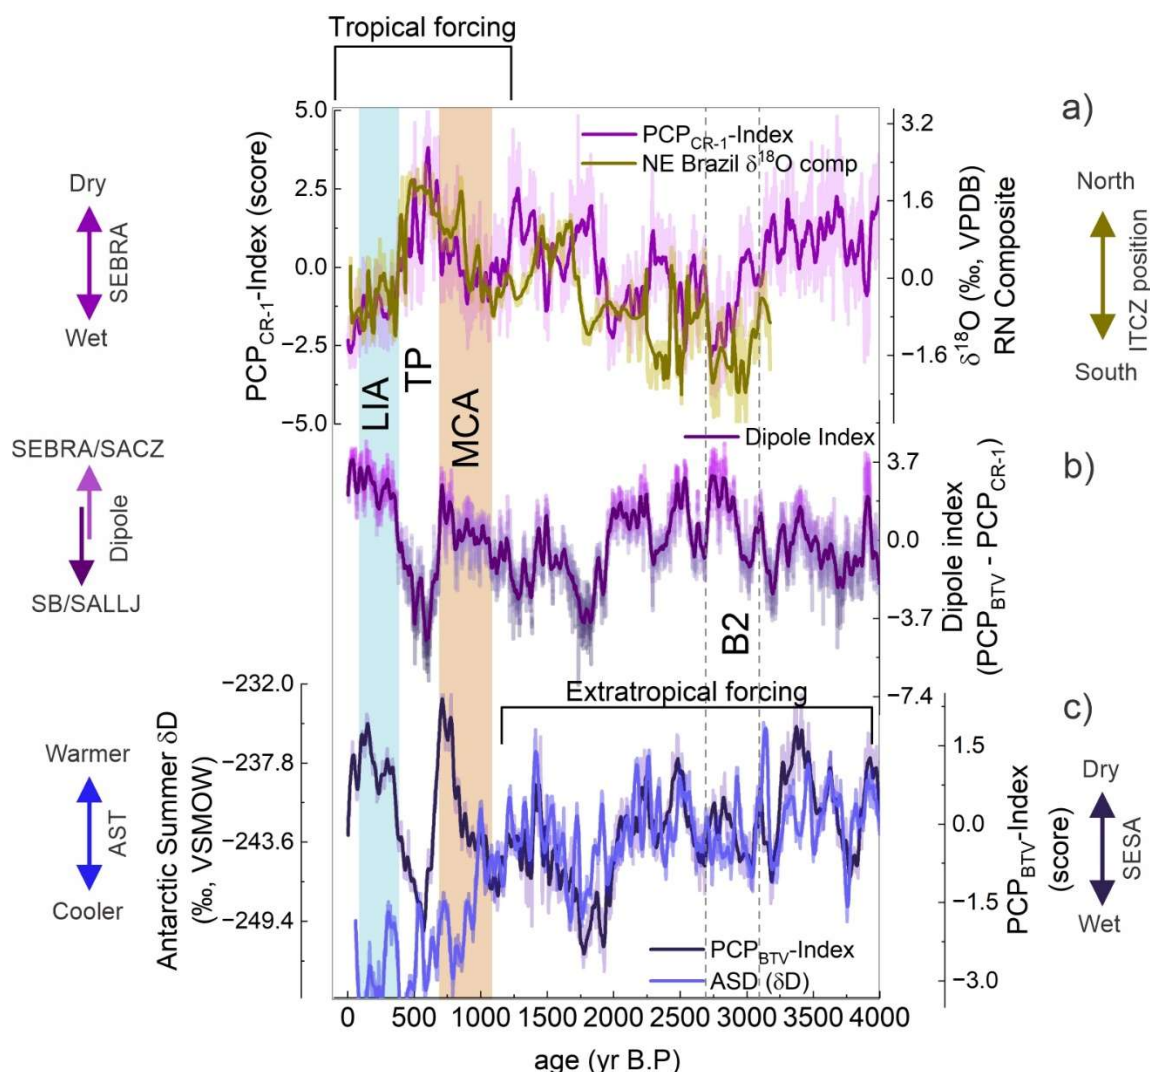 Tropical forcing
a)
5.0
2.5
0.0
−2.5
−5.0
PCP_CR-1-Index (score)
Dry
SEBRA
Wet
PCP_CR-1-Index
NE Brazil δ¹⁸O comp
3.2
1.6
0.0
−1.6
δ¹⁸O (‰, VPDB)
RN Composite
North
ITCZ position
South
LIA
TP
MCA
b)
SEBRA/SACZ
Dipole
SB/SALLJ
Dipole Index
3.7
0.0
−3.7
−7.4
Dipole index
(PCP_BTV - PCP_CR-1)
B2
c)
Extratropical forcing
−232.0
−237.8
−243.6
−249.4
Antarctic Summer δD
(‰, VSMOW)
Warmer
AST
Cooler
1.5
0.0
−1.5
−3.0
PCP_BTV-Index
(score)
Dry
SESA
Wet
PCP_BTV-Index
ASD (δD)
0 500 1000 1500 2000 2500 3000 3500 4000
age (yr B.P)